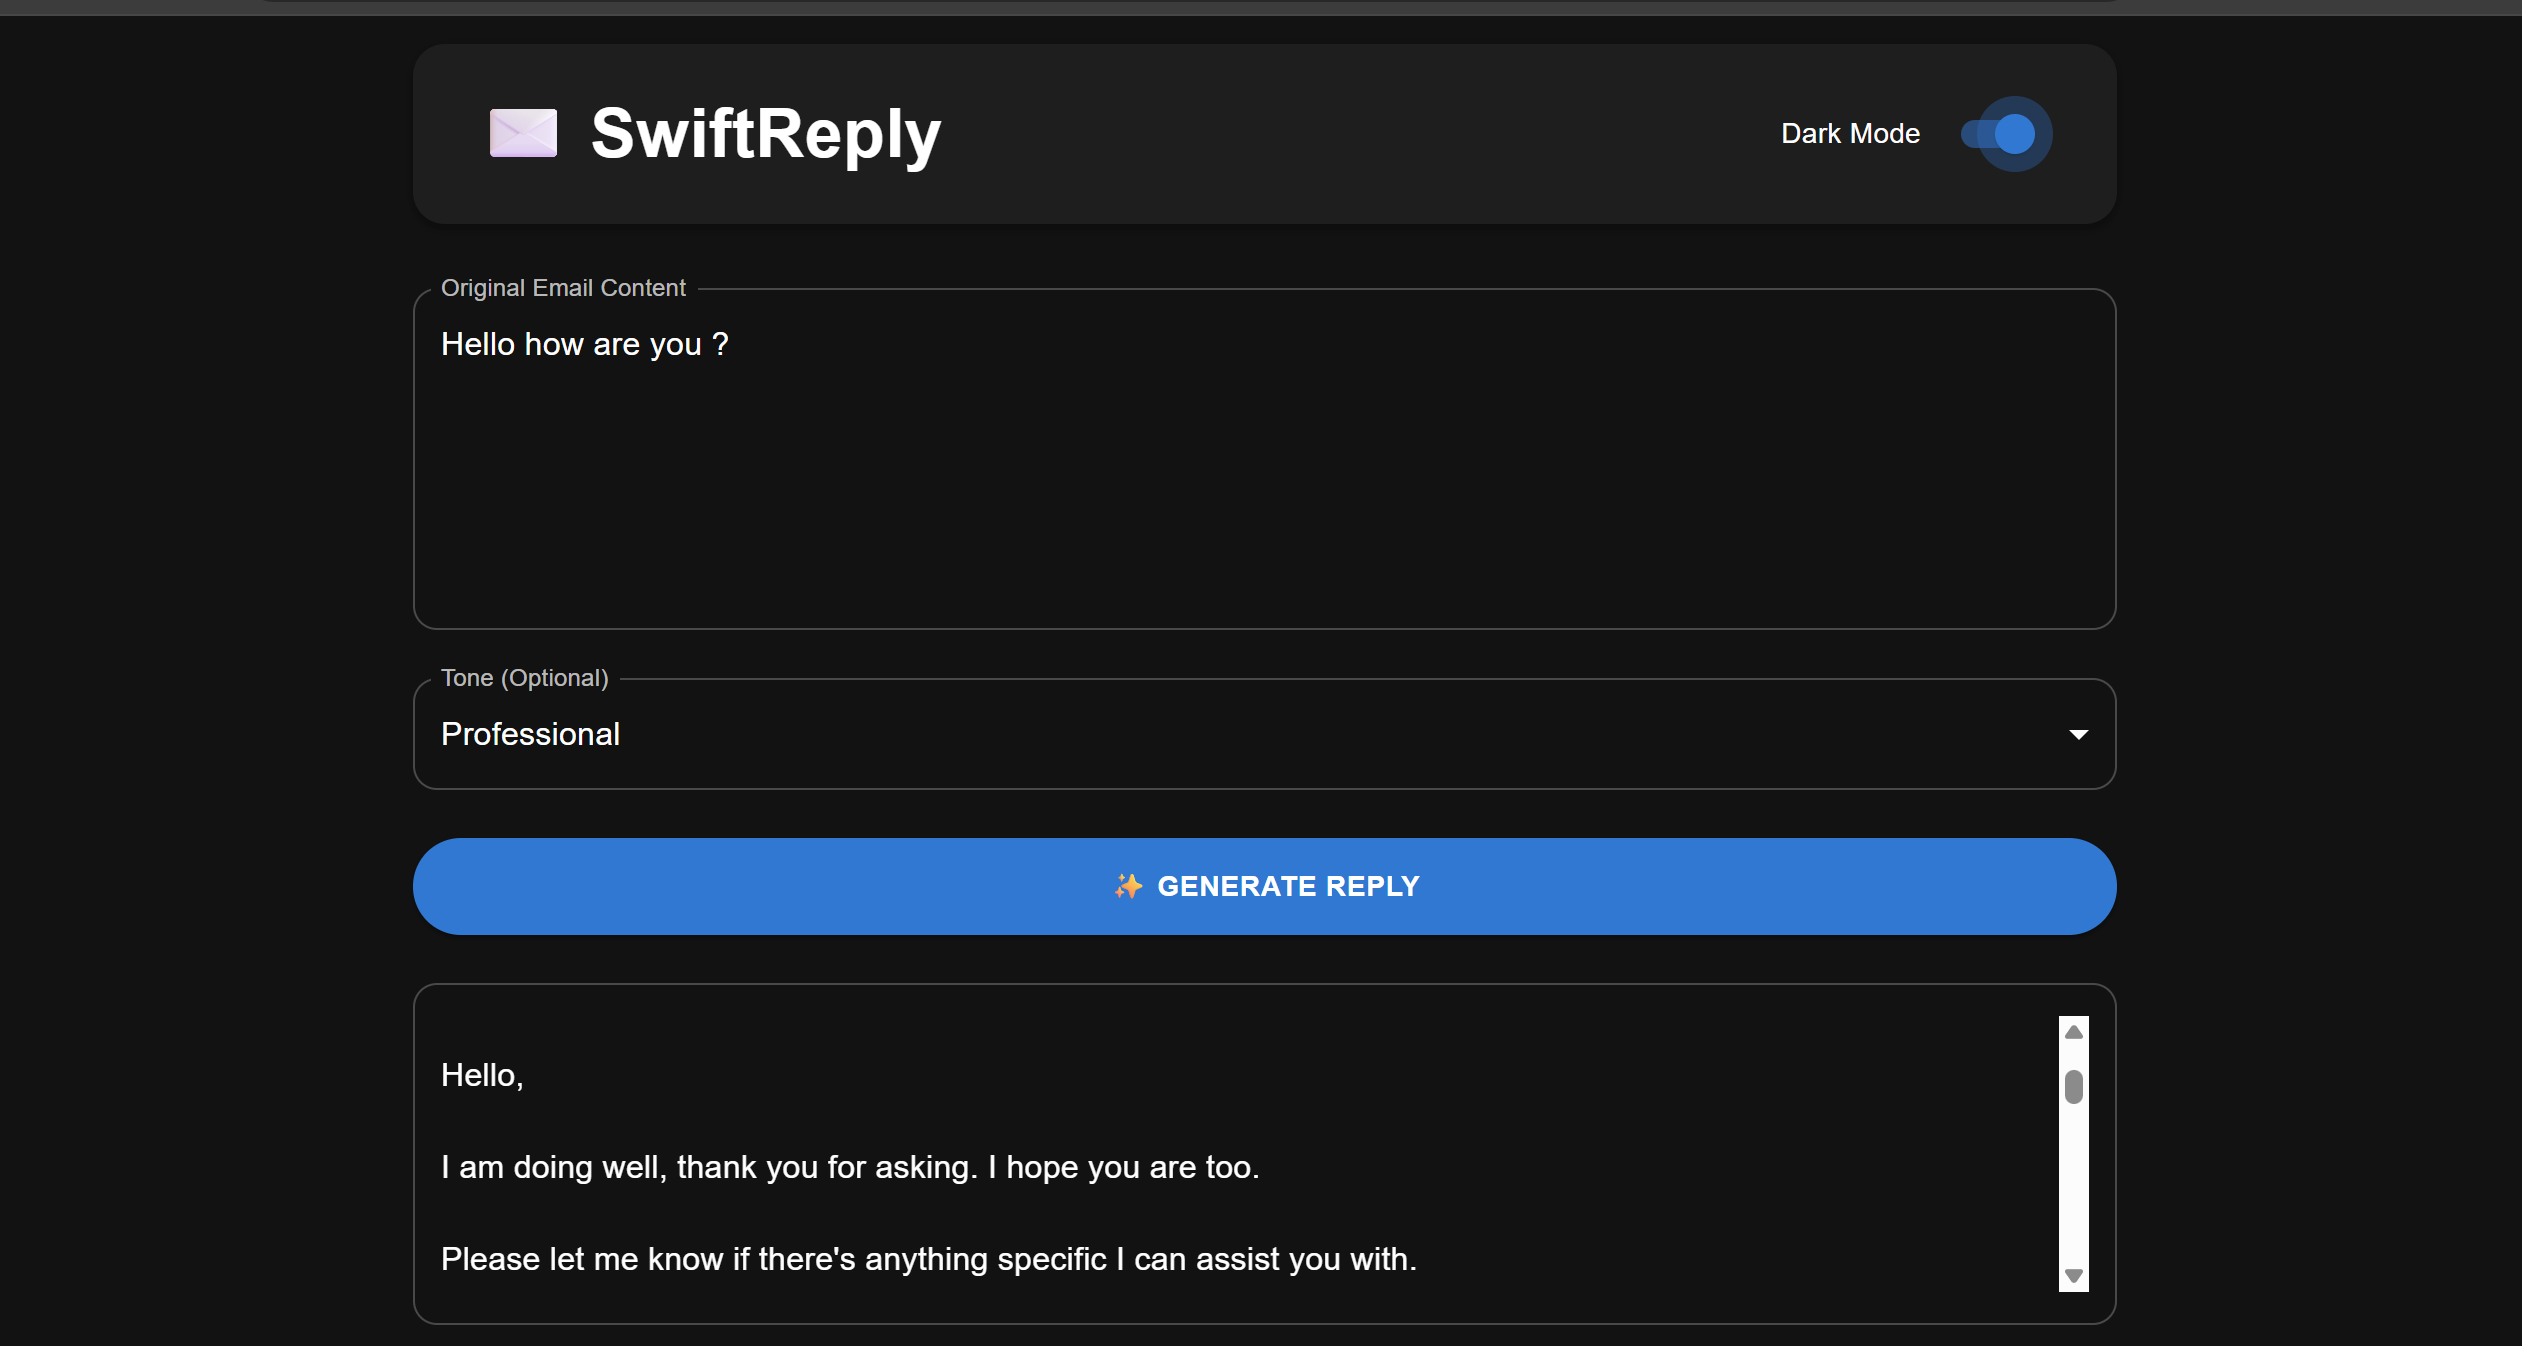 SwiftReply
Dark Mode
Original Email Content
Hello how are you ?
Tone (Optional)
Professional
GENERATE REPLY
Hello,
I am doing well, thank you for asking. I hope you are too.
Please let me know if there's anything specific I can assist you with.